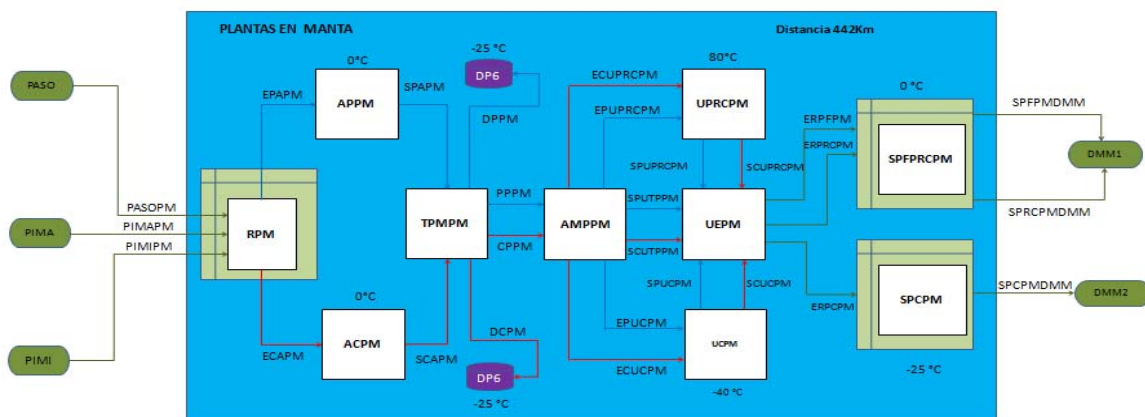 PLANTAS EN MANTA
Distancia 442Km
-25 °C
0°C
80°C
0 °C
PASO
DP6
ECUPRCPM
EPAPM
APPM
SPAPM
UPRCPM
SPFPMDMM
DPPM
EPUPRCPM
ERPFPM
SPFPRCPM
DMM1
ERPRCPM
SPUPRCPM
SCUPRCPM
PASOPM
PPPM
SPUTPPM
SPRCPMDMM
PIMA
PIMAPM
RPM
TPMPM
AMPPM
UEPM
PIMIPM
CPPM
SCUTPPM
SPUCPM
SCUCPM
SPCPM
SPCPMDMM
DMM2
0°C
ERPCPM
ACPM
DCPM
EPUCPM
UCPM
PIMI
ECAPM
SCAPM
DP6
ECUCPM
-25 °C
-40 °C
-25 °C